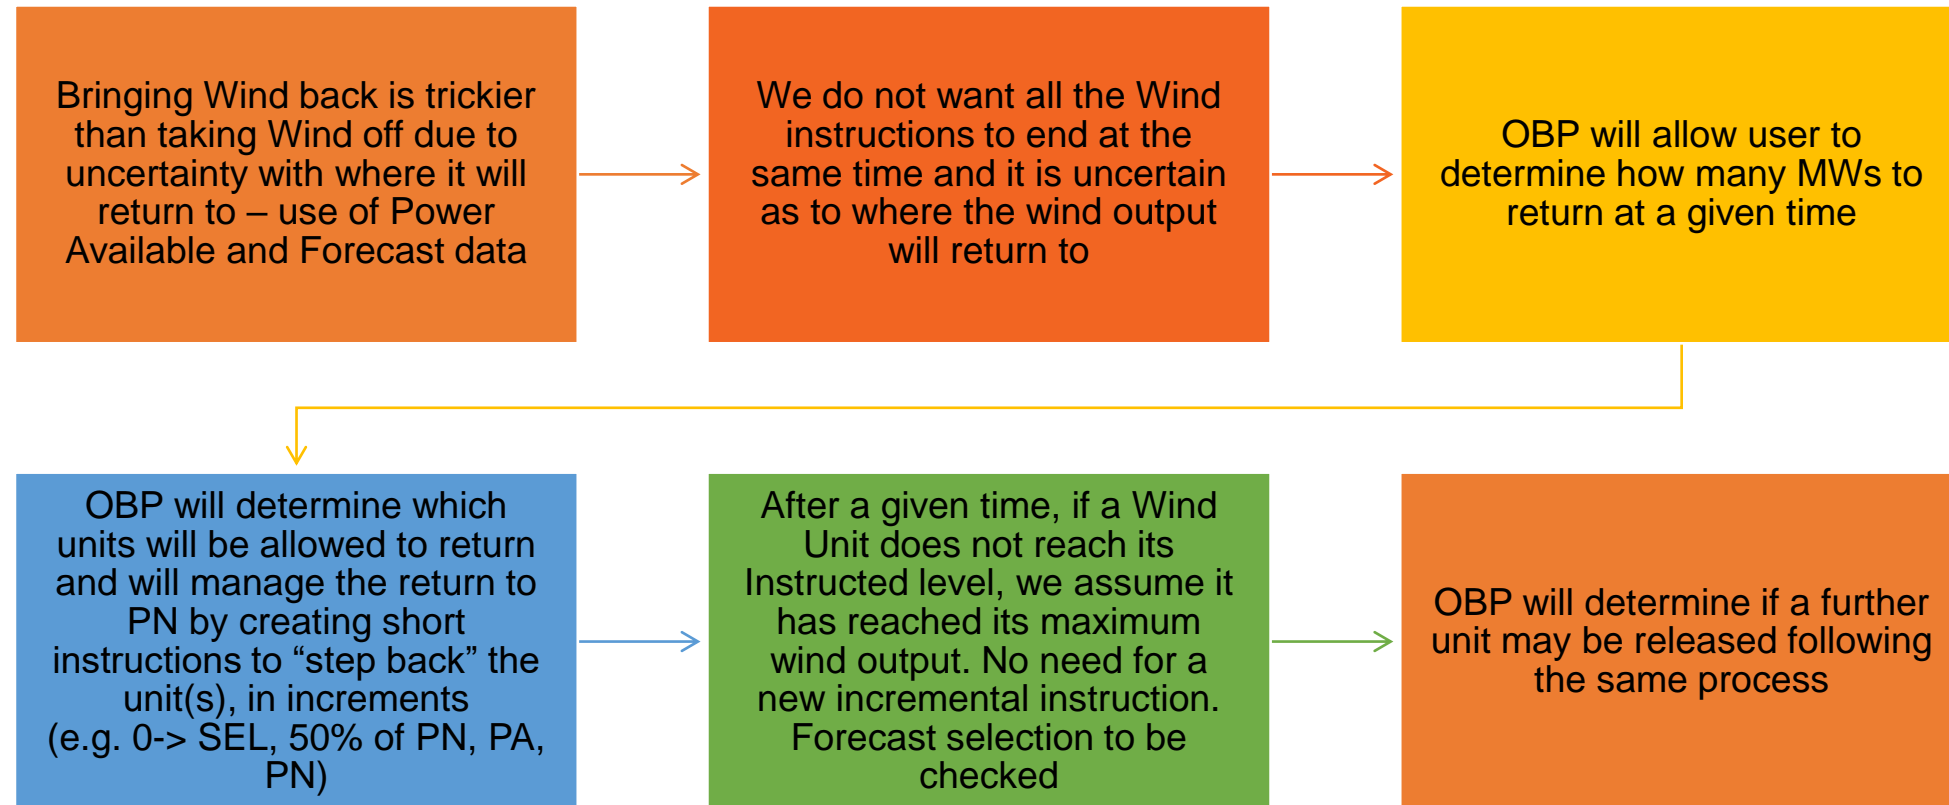 Bringing Wind back is trickier
than taking Wind off due to
uncertainty with where it will
return to – use of Power
Available and Forecast data
We do not want all the Wind
instructions to end at the
same time and it is uncertain
as to where the wind output
will return to
OBP will allow user to
determine how many MWs to
return at a given time
OBP will determine which
units will be allowed to return
and will manage the return to
PN by creating short
instructions to “step back” the
unit(s), in increments
(e.g. 0-> SEL, 50% of PN, PA,
PN)
After a given time, if a Wind
Unit does not reach its
Instructed level, we assume it
has reached its maximum
wind output. No need for a
new incremental instruction.
Forecast selection to be
checked
OBP will determine if a further
unit may be released following
the same process